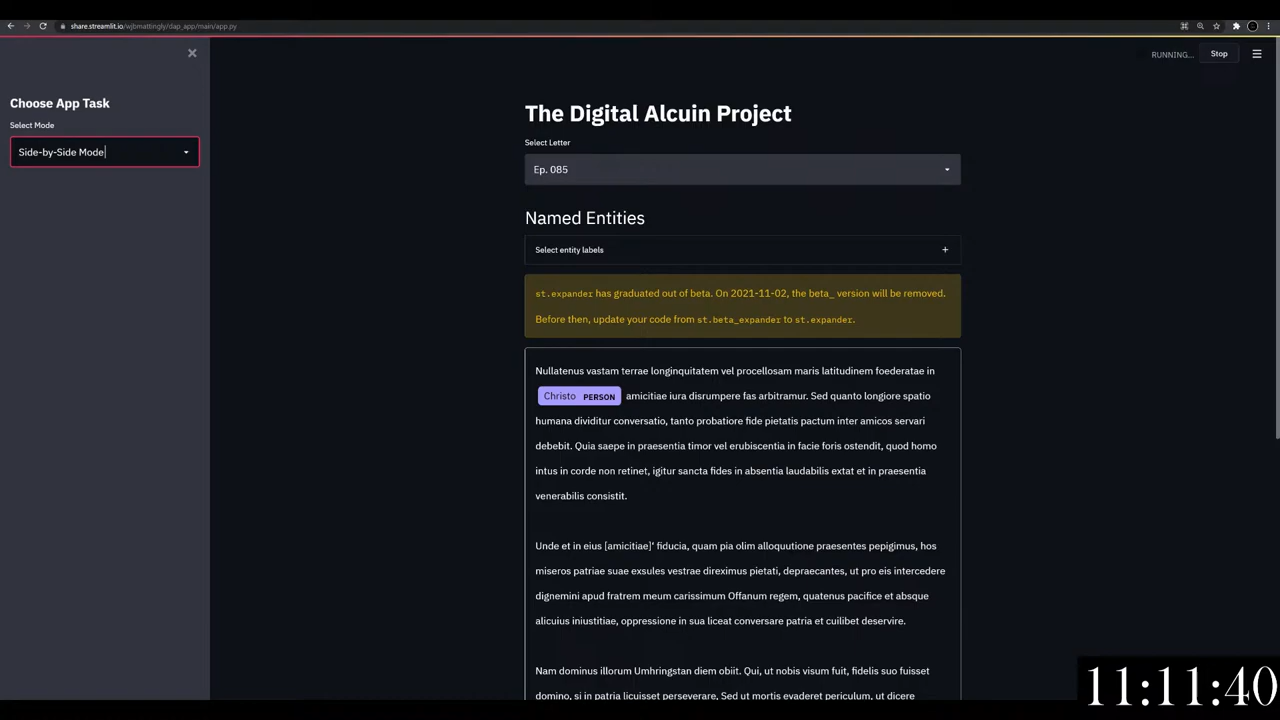 share.streamlit.io/wjbmattingly/dap_app/main/app.py
RUNNING...
Stop
Choose App Task
Select Mode
Side-by-Side Mode
The Digital Alcuin Project
Select Letter
Ep. 085
Named Entities
Select entity labels
st.expander has graduated out of beta. On 2021-11-02, the beta_ version will be removed.
Before then, update your code from st.beta_expander to st.expander.
Nullatenus vastam terrae longinquitatem vel procellosam maris latitudinem foederatae in
Christo PERSON amicitiae iura disrumpere fas arbitramur. Sed quanto longiore spatio
humana dividitur conversatio, tanto probatiore fide pietatis pactum inter amicos servari
debebit. Quia saepe in praesentia timor vel erubiscentia in facie foris ostendit, quod homo
intus in corde non retinet, igitur sancta fides in absentia laudabilis extat et in praesentia
venerabilis consistit.
Unde et in eius [amicitiae]' fiducia, quam pia olim alloquutione praesentes pepigimus, hos
miseros patriae suae exsules vestrae direximus pietati, depraecantes, ut pro eis intercedere
dignemini apud fratrem meum carissimum Offanum regem, quatenus pacifice et absque
alicuius iniustitiae, oppressione in sua liceat conversare patria et cuilibet deservire.
Nam dominus illorum Umhringstan diem obiit. Qui, ut nobis visum fuit, fidelis suo fuisset
domino, si in patria licuisset perseverare, Sed ut mortis evaderet periculum, ut dicere
11:11:40